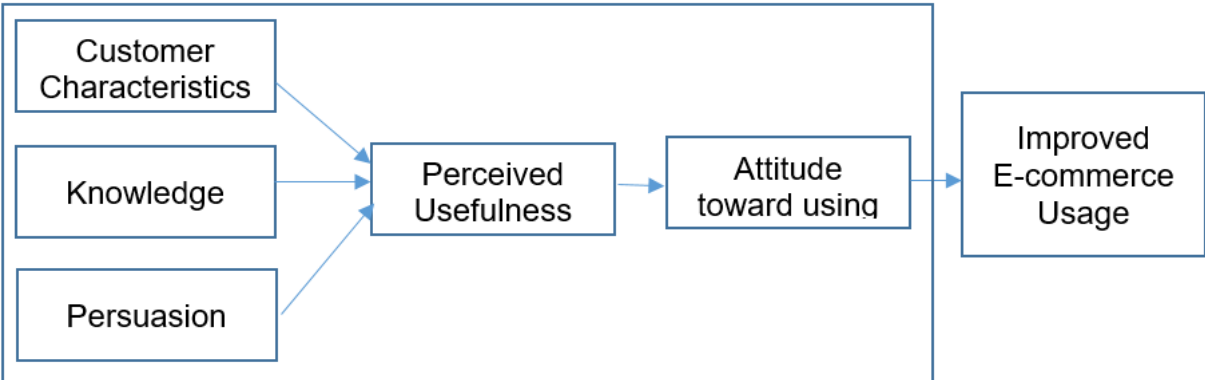 Customer
Characteristics
Knowledge
Persuasion
Perceived
Usefulness
Attitude
toward using
Improved
E-commerce
Usage